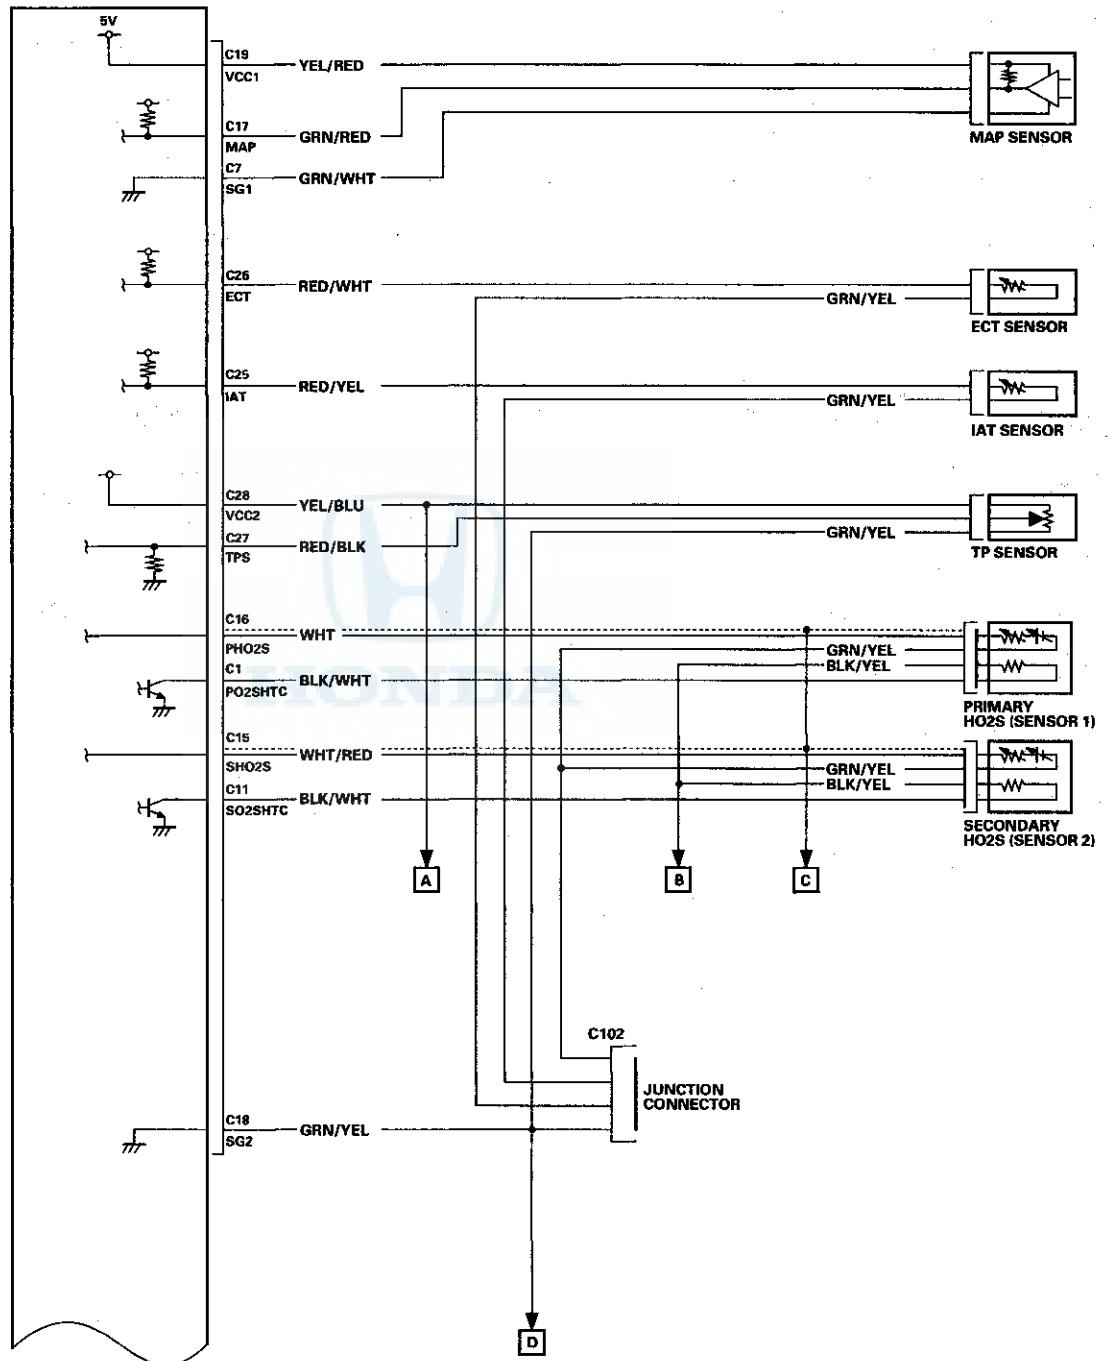 5V
C19
YEL/RED
VCC1
C17
GRN/RED
MAP
C7
GRN/WHT
SG1
MAP SENSOR
C26
RED/WHT
ECT
GRN/YEL
ECT SENSOR
C25
RED/YEL
IAT
GRN/YEL
IAT SENSOR
C28
YEL/BLU
VCC2
C27
RED/BLK
TPS
GRN/YEL
TP SENSOR
C16
WHT
PHO2S
GRN/YEL
BLK/YEL
C1
BLK/WHT
PO2SHTC
PRIMARY
HO2S (SENSOR 1)
HONDA
C15
WHT/RED
SHO2S
GRN/YEL
BLK/YEL
C11
BLK/WHT
SO2SHTC
SECONDARY
HO2S (SENSOR 2)
A
B
C
C102
JUNCTION
CONNECTOR
C18
GRN/YEL
SG2
D